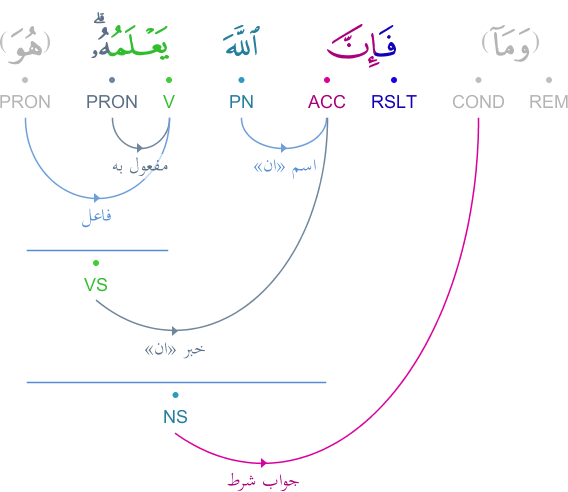 (وَمَآ) فَإِنَّ ٱللَّهَ يَعْلَمُهُۥ ۗ (هُوَ)
REM COND RSLT ACC PN V PRON PRON
مفعول به
اسم «ان»
فاعل
VS
خبر «ان»
NS
جواب شرط